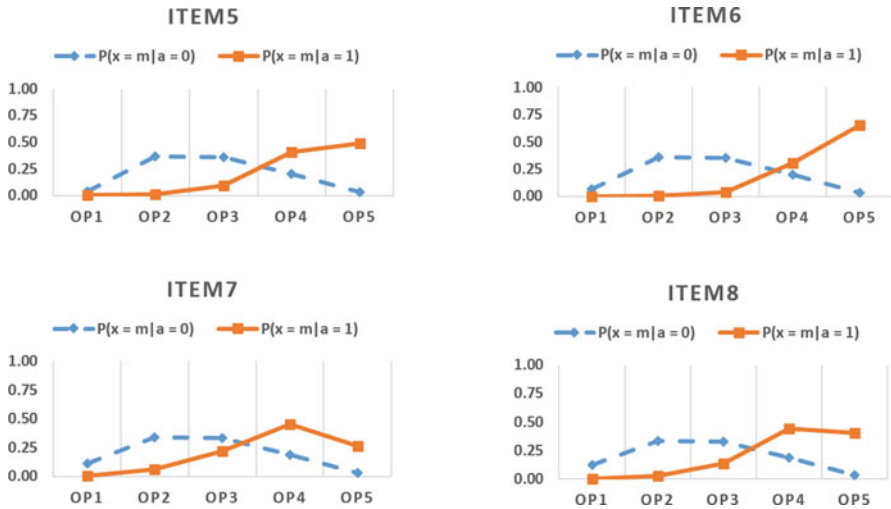 ITEM5
P(x = m|a = 0) P(x = m|a = 1)
1.00
0.75
0.50
0.25
0.00
OP1 OP2 OP3 OP4 OP5
ITEM6
P(x = m|a = 0) P(x = m|a = 1)
1.00
0.75
0.50
0.25
0.00
OP1 OP2 OP3 OP4 OP5
ITEM7
P(x = m|a = 0) P(x = m|a = 1)
1.00
0.75
0.50
0.25
0.00
OP1 OP2 OP3 OP4 OP5
ITEM8
P(x = m|a = 0) P(x = m|a = 1)
1.00
0.75
0.50
0.25
0.00
OP1 OP2 OP3 OP4 OP5